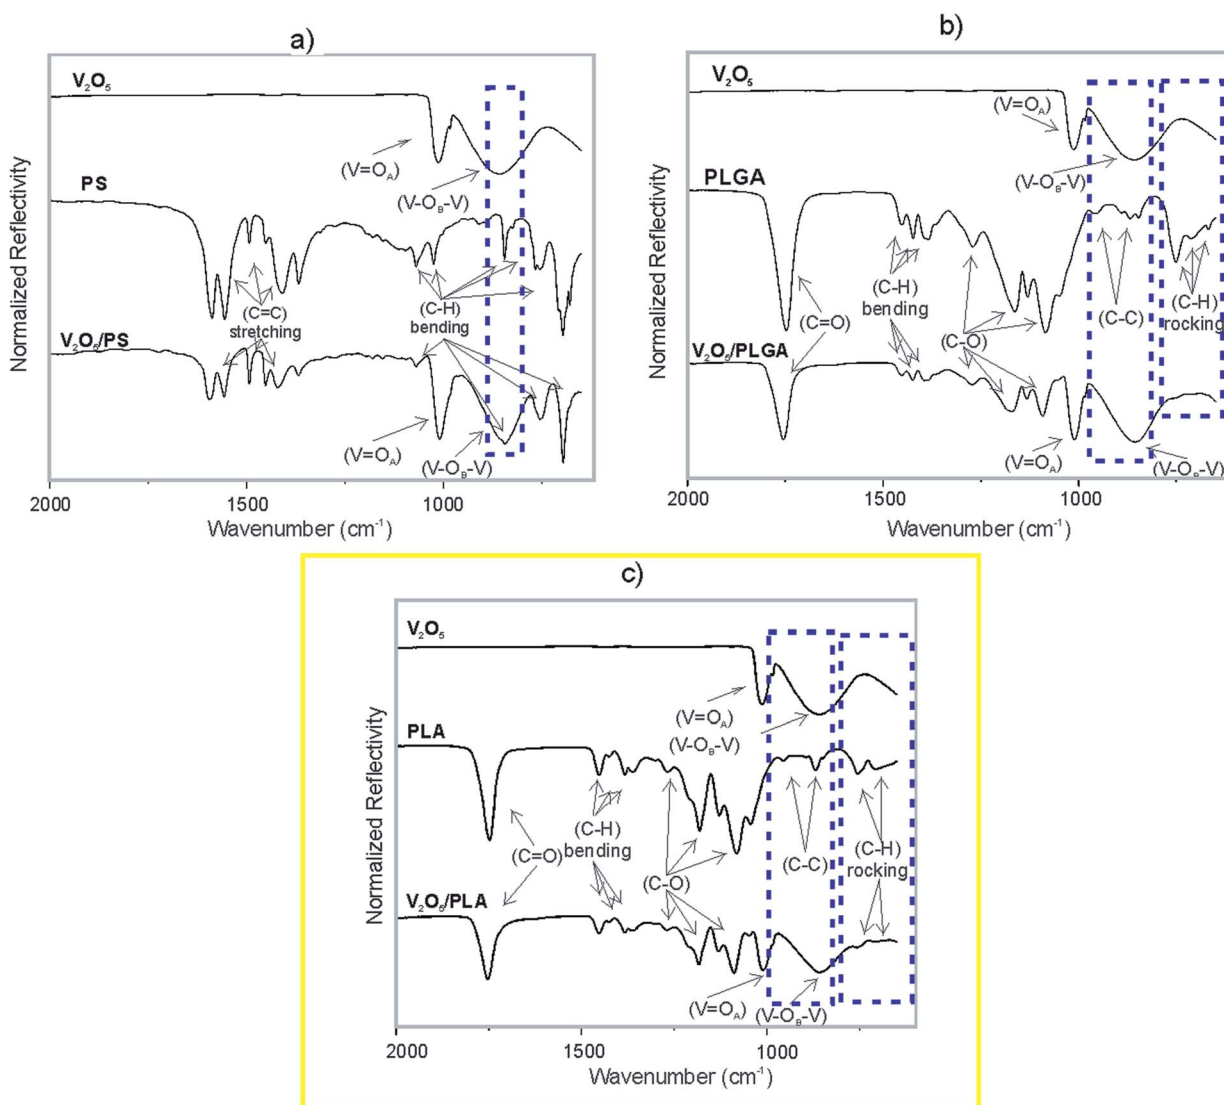 a)
V₂O₅
(V=O_A)
(V-O_B-V)
PS
(C=C)
stretching
(C-H)
bending
V₂O₅/PS
(V=O_A)
(V-O_B-V)
2000
1500
1000
Wavenumber (cm⁻¹)
Normalized Reflectivity
b)
V₂O₅
(V=O_A)
(V-O_B-V)
PLGA
(C=O)
(C-H)
bending
(C-O)
(C-C)
(C-H)
rocking
V₂O₅/PLGA
(V=O_A)
(V-O_B-V)
2000
1500
1000
Wavenumber (cm⁻¹)
Normalized Reflectivity
c)
V₂O₅
(V=O_A)
(V-O_B-V)
PLA
(C=O)
(C-H)
bending
(C-O)
(C-C)
(C-H)
rocking
V₂O₅/PLA
(V=O_A)
(V-O_B-V)
2000
1500
1000
Wavenumber (cm⁻¹)
Normalized Reflectivity